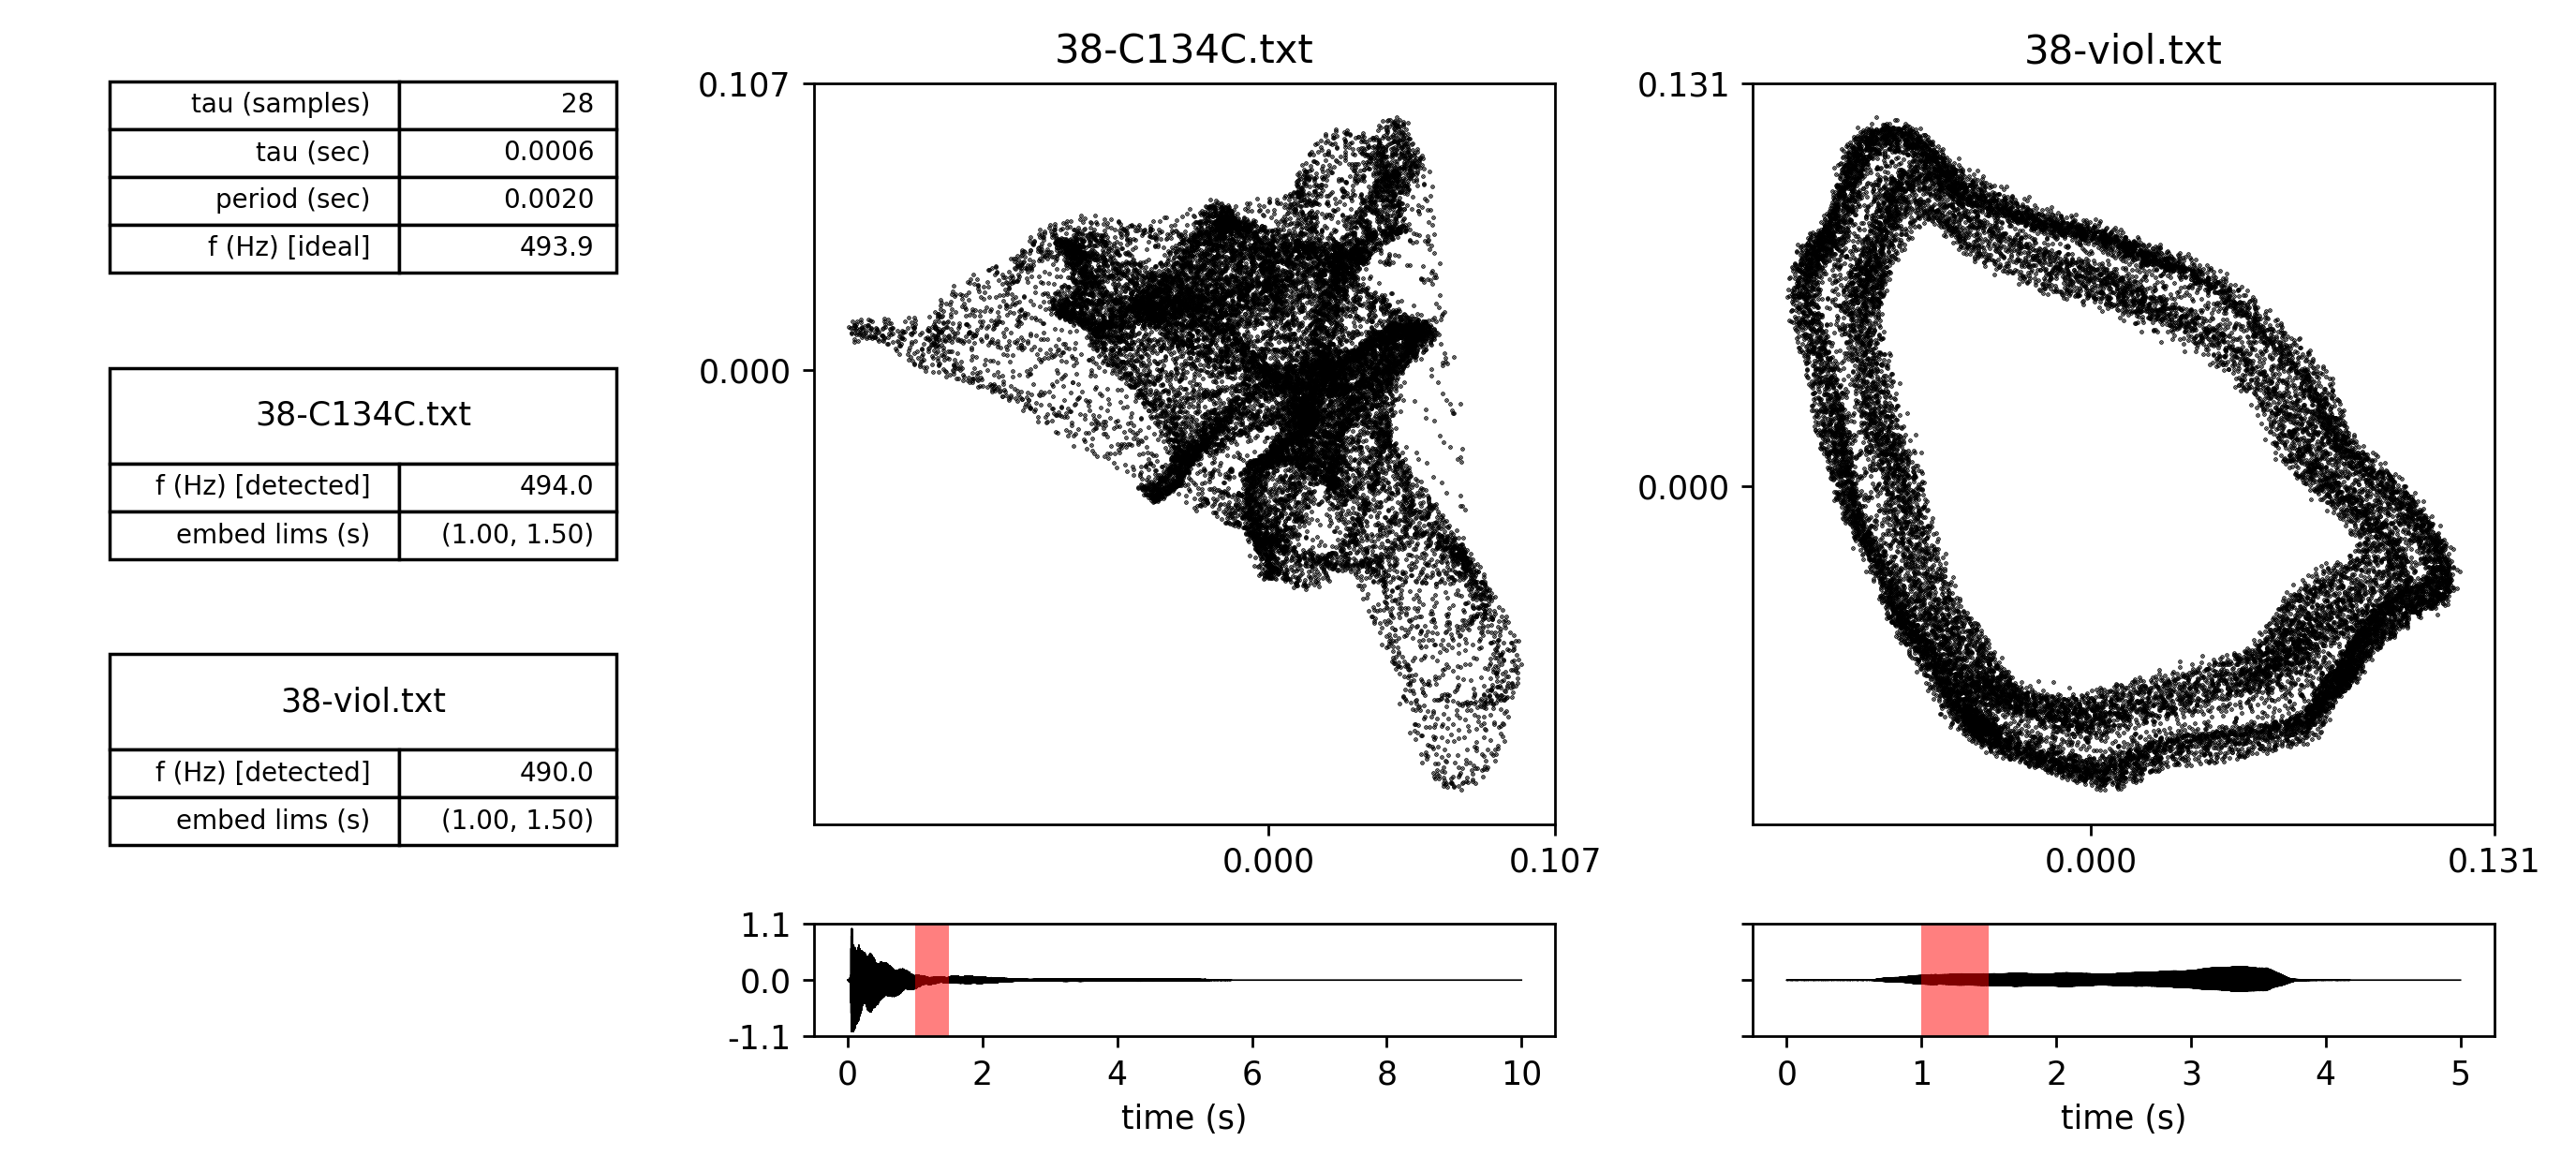 tau (samples) 28
tau (sec) 0.0006
period (sec) 0.0020
f (Hz) [ideal] 493.9
38-C134C.txt
f (Hz) [detected] 494.0
embed lims (s) (1.00, 1.50)
38-viol.txt
f (Hz) [detected] 490.0
embed lims (s) (1.00, 1.50)
38-C134C.txt
0.107
0.000
0.000 0.107
1.1
0.0
-1.1
0 2 4 6 8 10
time (s)
38-viol.txt
0.131
0.000
0.000 0.131
0 1 2 3 4 5
time (s)